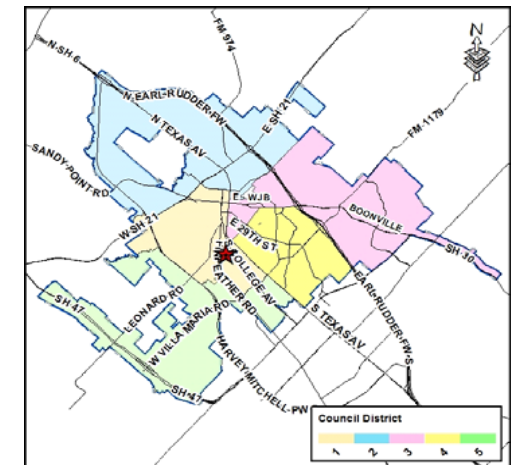 N
FM 974
N-SH-6
N-EARL-RUDDER-FW
E SH 21
N TEXAS AV
FM-1179
SANDY-POINT-RD
E WJB
BOONVILLE
W-SH 21
E 29TH ST
SH-30
S COLLEGE AV
LEONARD RD
EARL-RUDDER-FW-S
SH 47
W VILLA MARIA RD
S TEXAS AV
HARVEY-MITCHELL-PW
SH-47
Council District
1 2 3 4 5